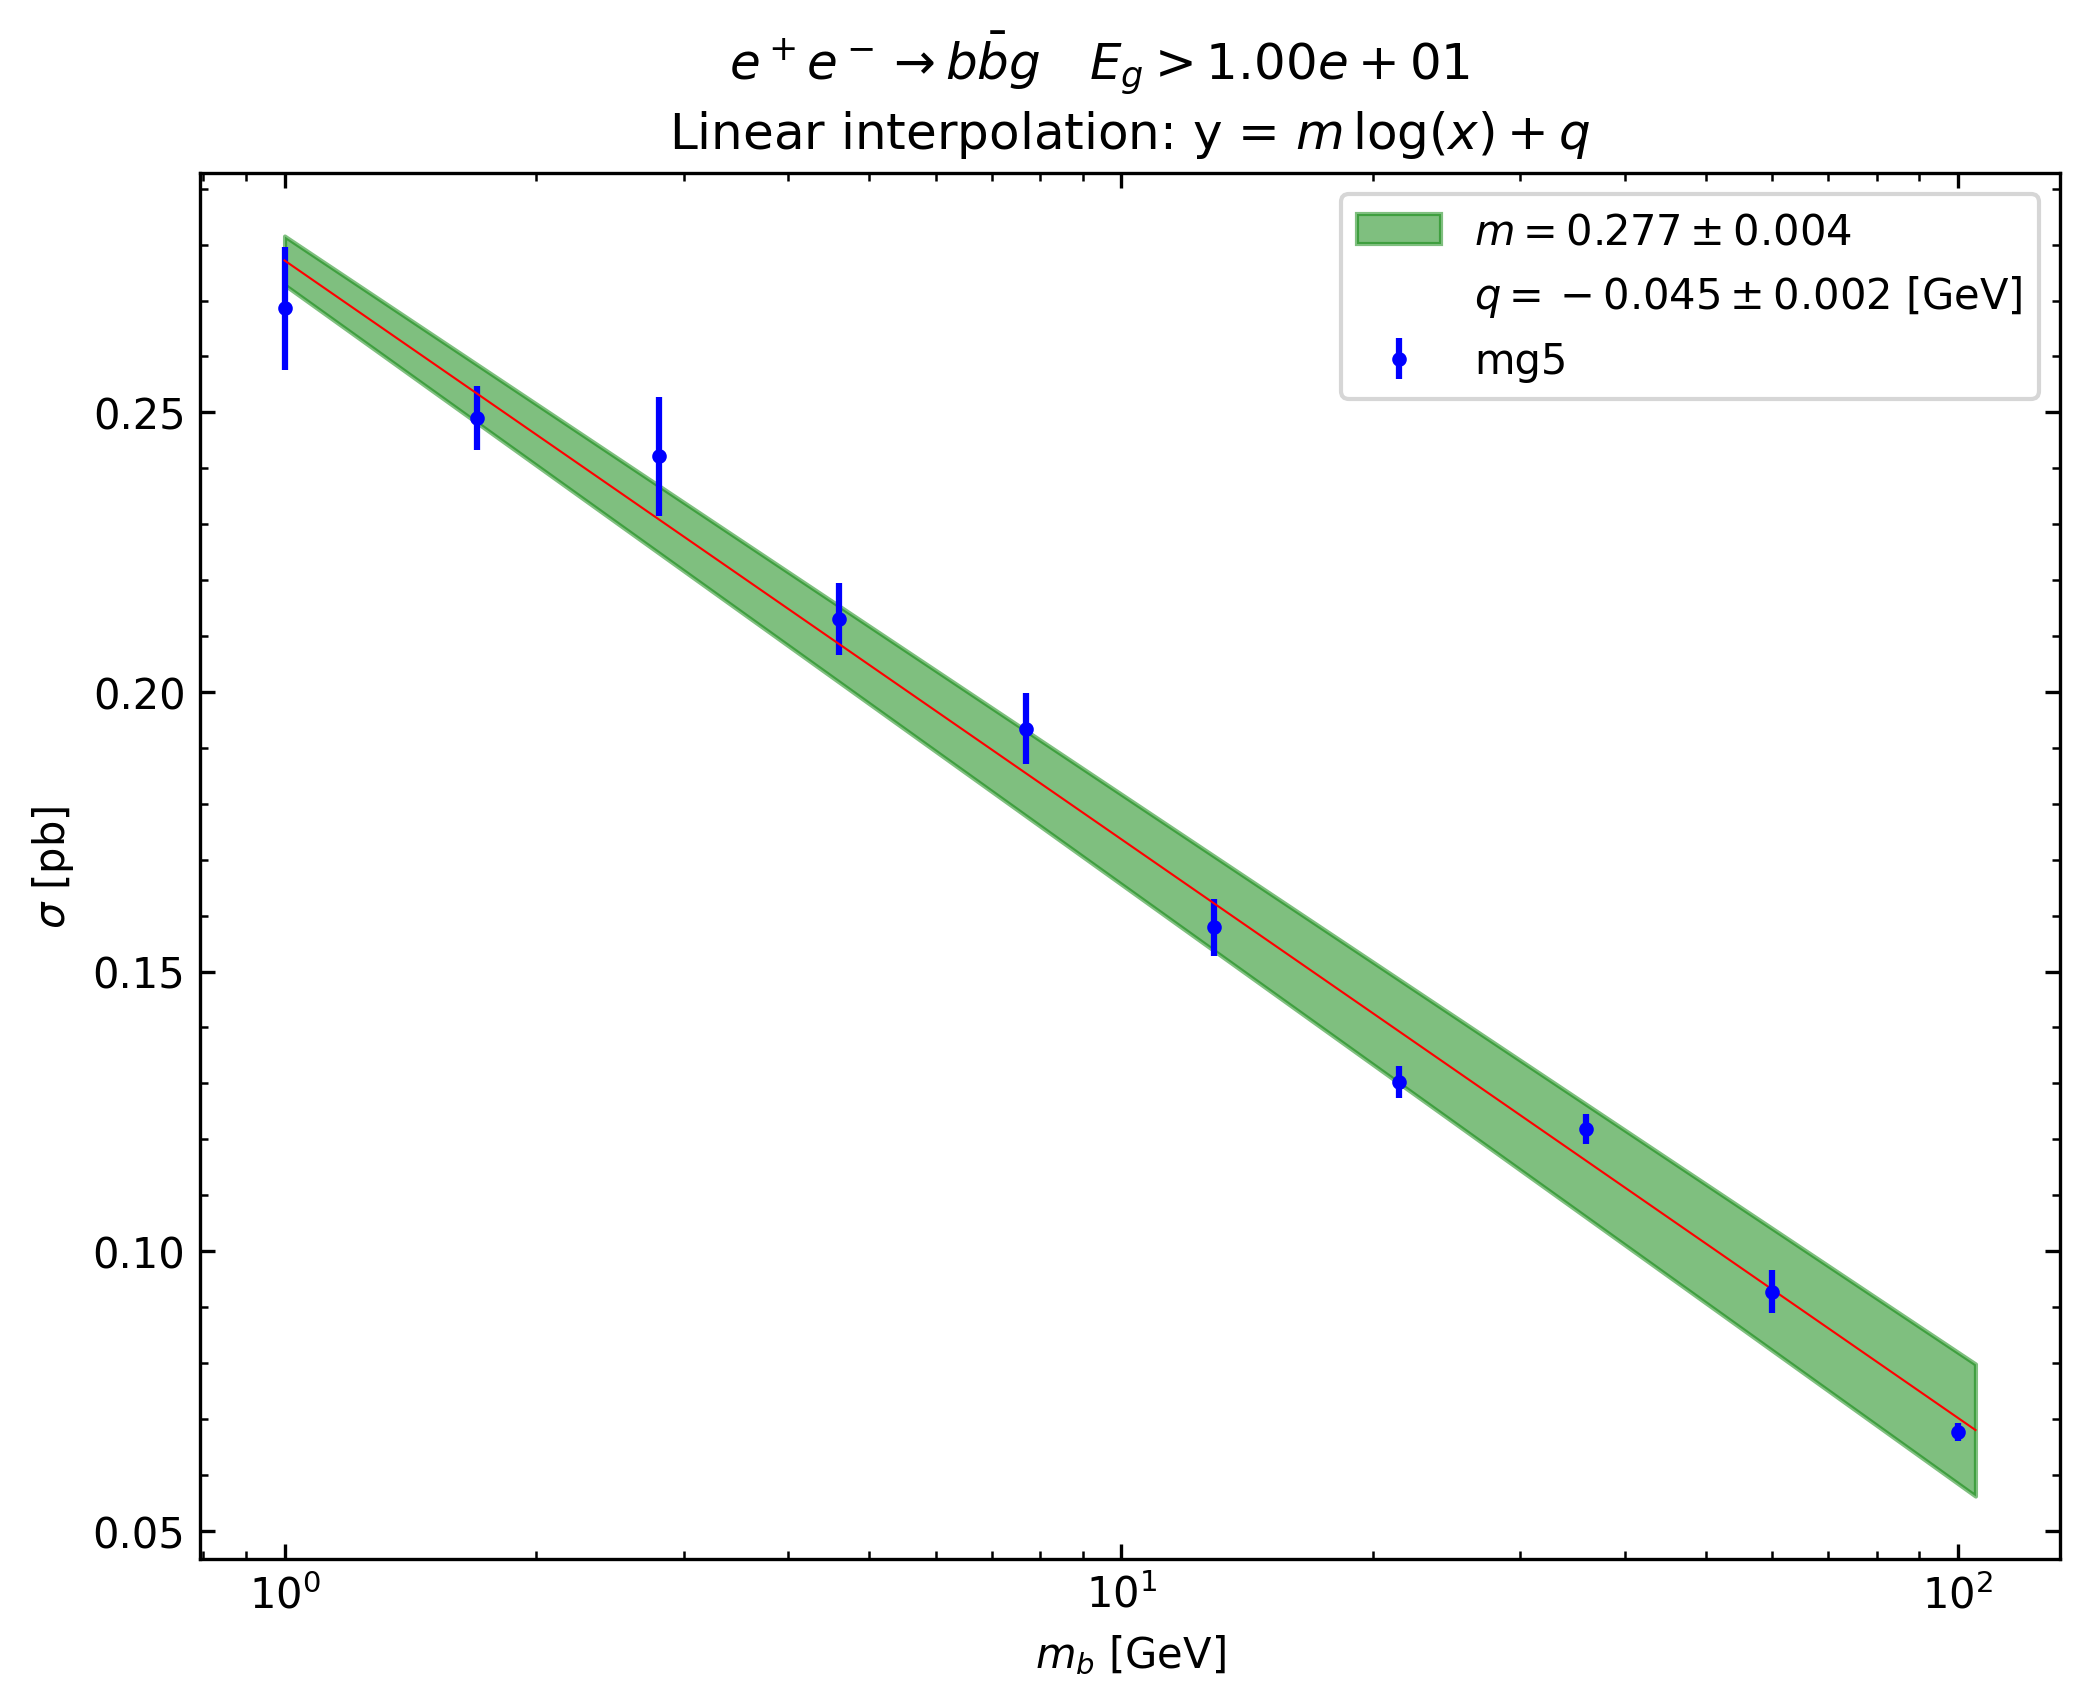 e⁺e⁻ → bb̄g E_g > 1.00e + 01
Linear interpolation: y = m log(x) + q
m = 0.277 ± 0.004
q = − 0.045 ± 0.002 [GeV]
mg5
σ [pb]
0.25
0.20
0.15
0.10
0.05
10⁰
10¹
10²
m_b [GeV]